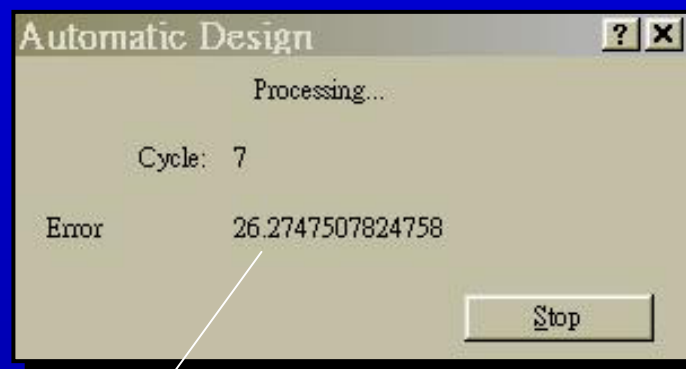 Automatic Design
Processing...
Cycle: 7
Error 26.2747507824758
Stop